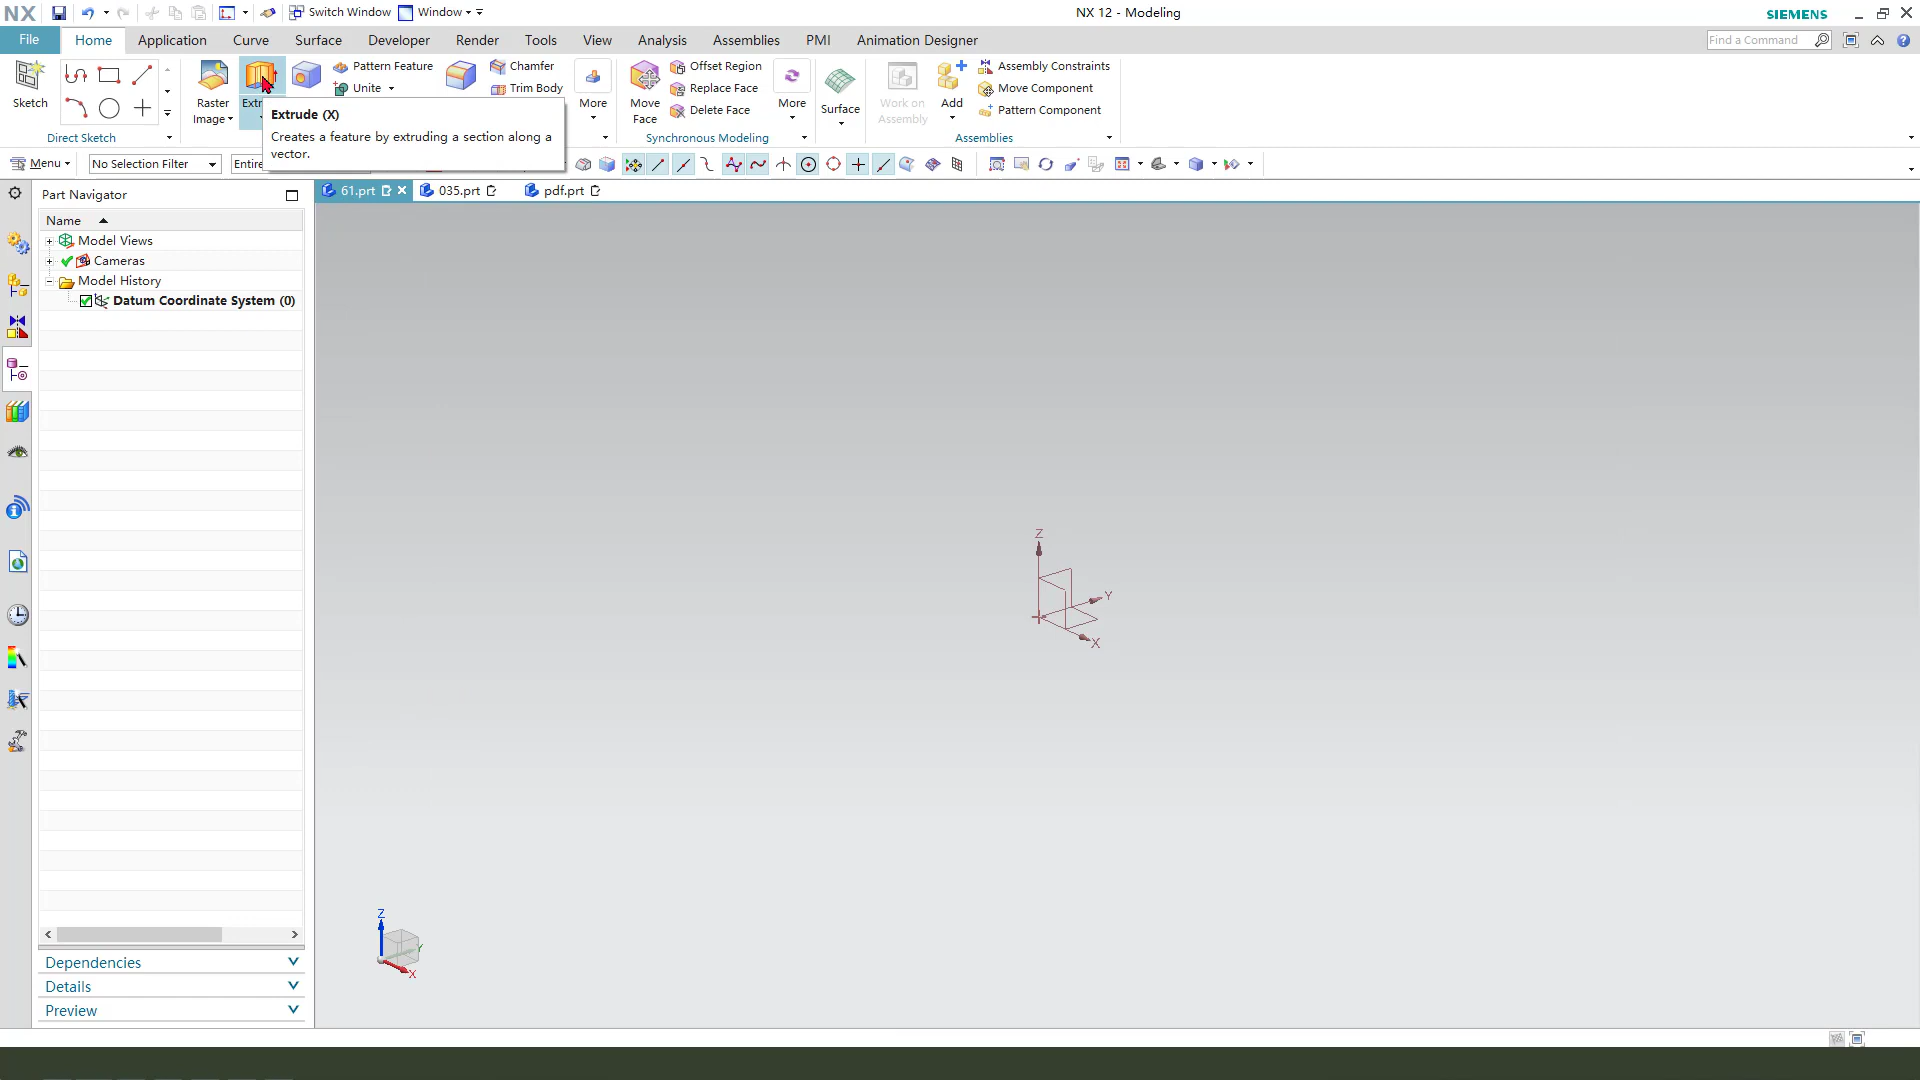 NX Switch Window Window NX 12 - Modeling SIEMENS
File Home Application Curve Surface Analysis Developer Render Tools View Analysis Assemblies PMI Animation Designer Find a Command
Pattern Feature Chamfer Offset Region Assembly Constraints
Unite Trim Body Replace Face Move Component
Sketch Raster Image Extr More Move Face Delete Face More Surface Work on Assembly Add Pattern Component
Extrude (X)
Creates a feature by extruding a section along a
vector.
Direct Sketch Synchronous Modeling Assemblies
Menu No Selection Filter Entire
Part Navigator 61.prt 035.prt pdf.prt
Name
Model Views
Cameras
Model History
Datum Coordinate System (0)
Z
Y
X
Z
Y
X
Dependencies
Details
Preview